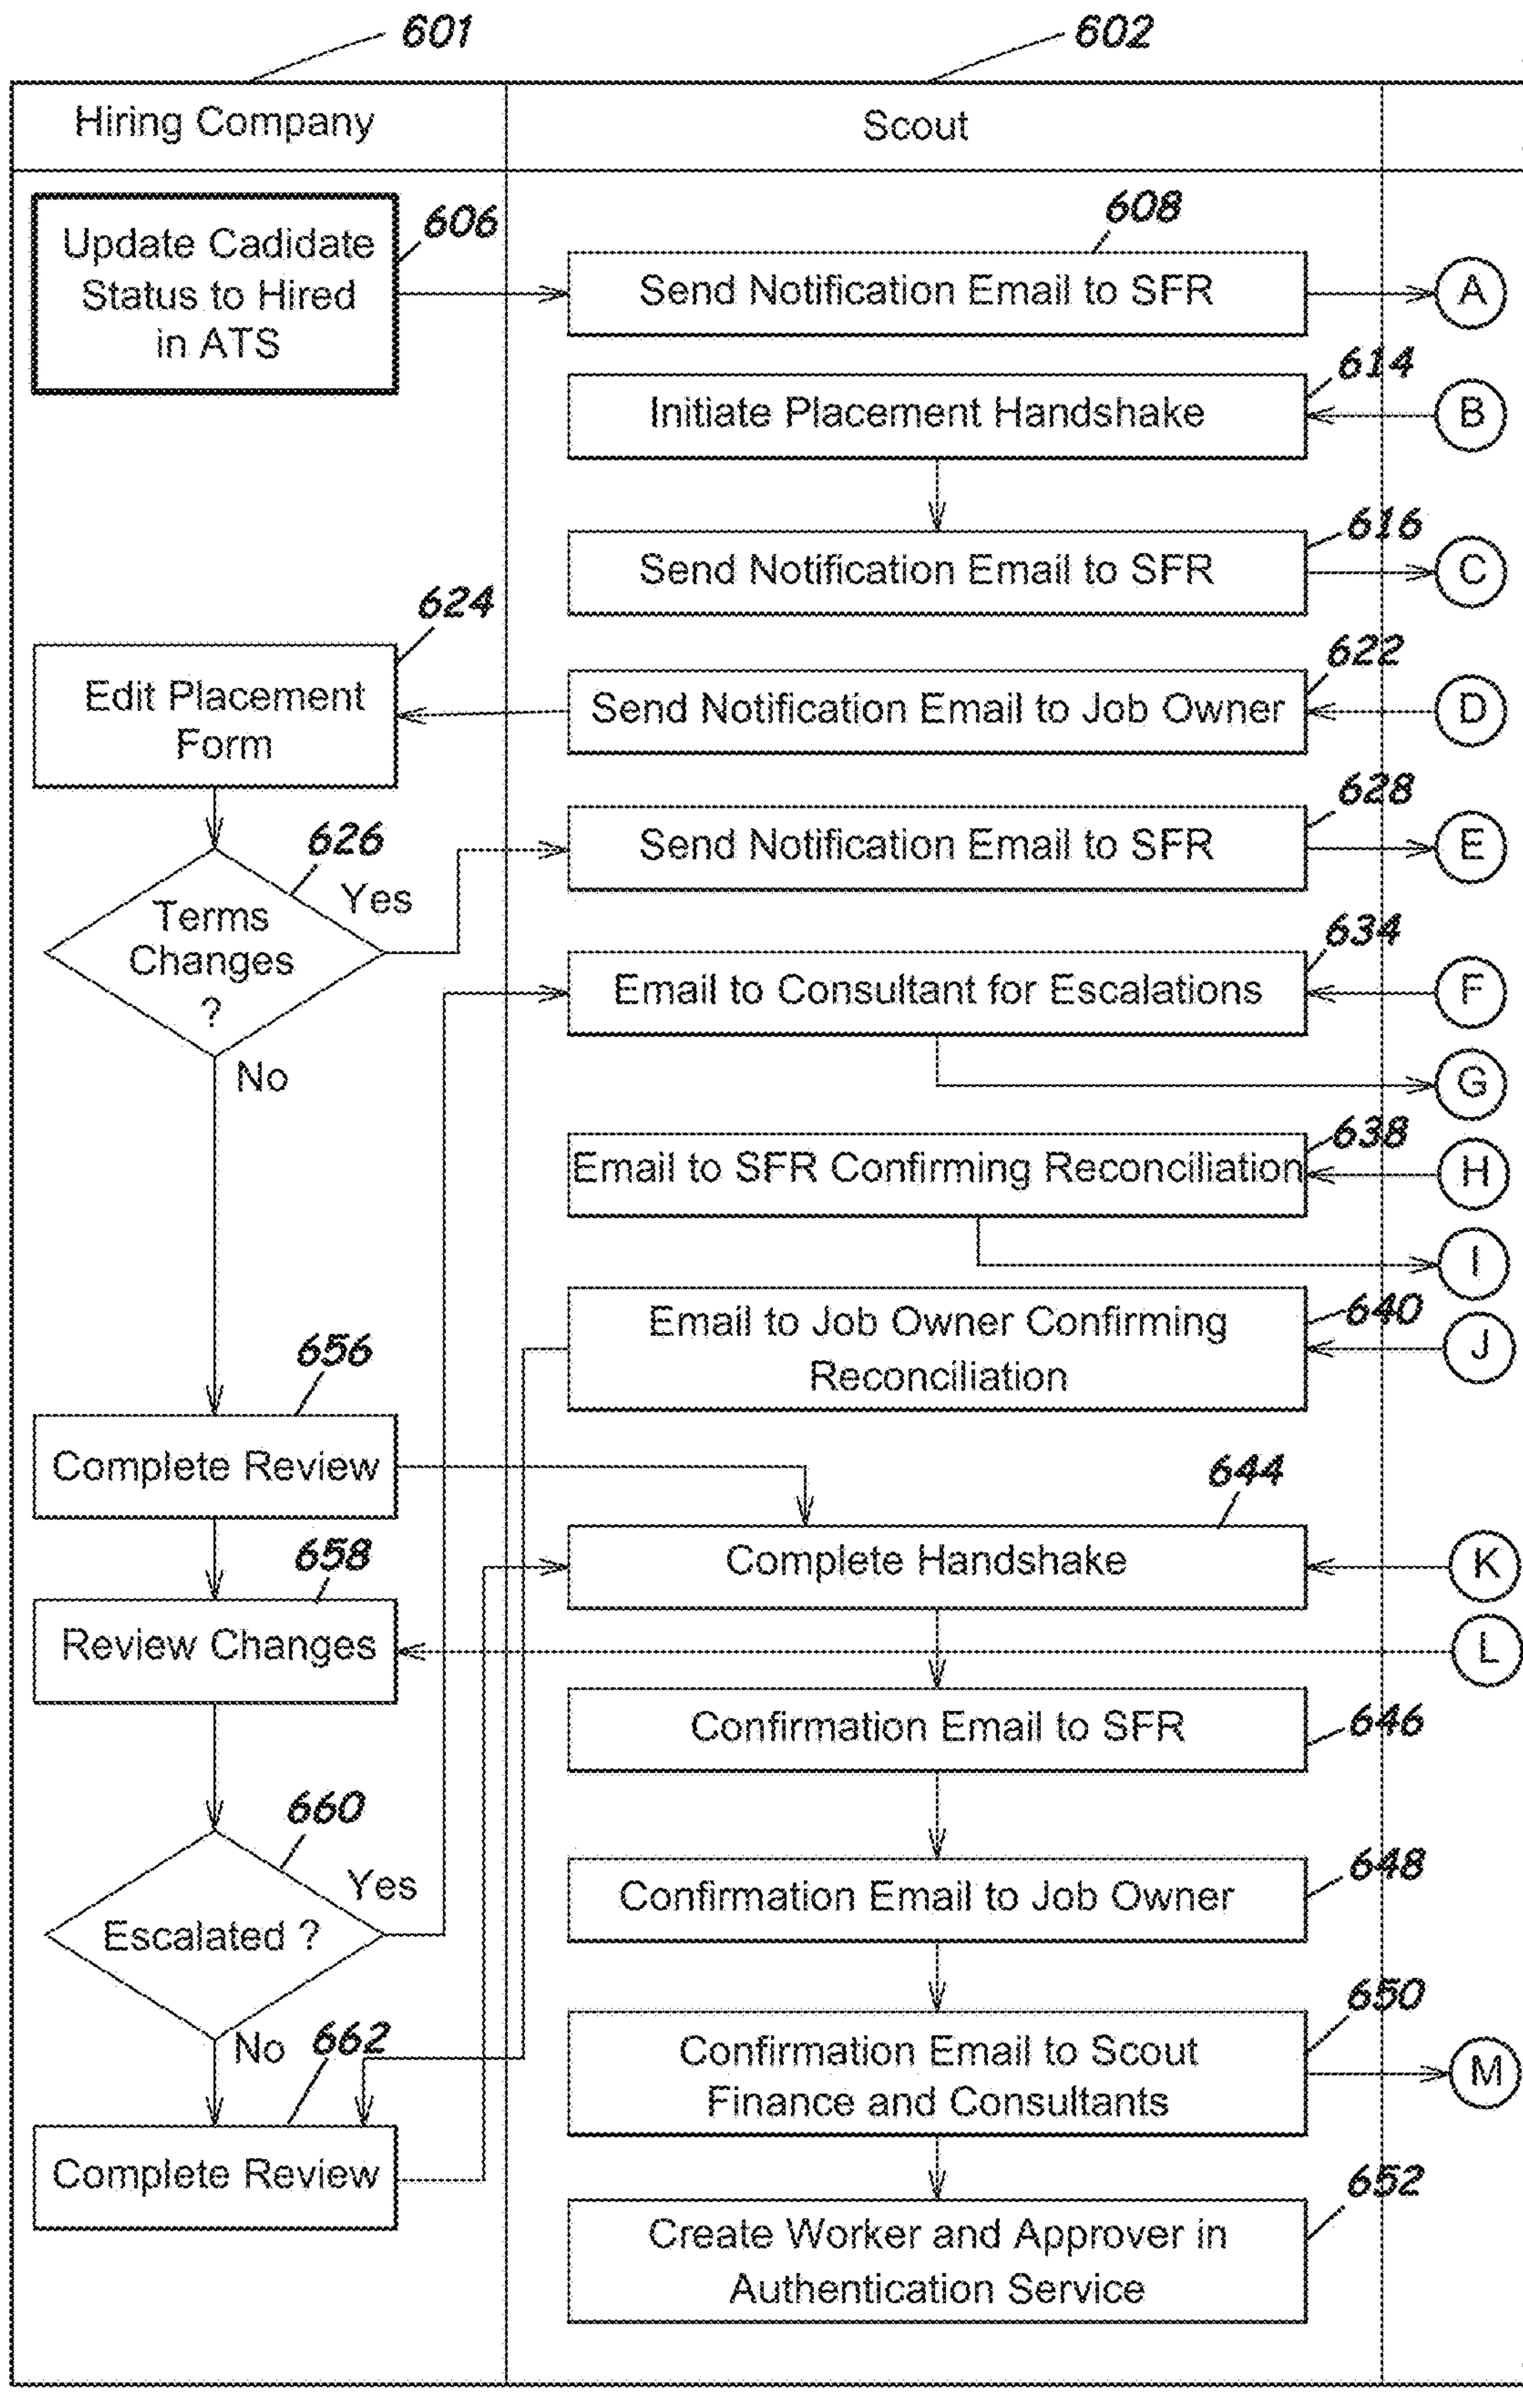 601
602
Hiring Company
Scout
Update Cadidate
Status to Hired
in ATS
606
608
Send Notification Email to SFR
A
614
Initiate Placement Handshake
B
616
Send Notification Email to SFR
C
624
Edit Placement
Form
622
Send Notification Email to Job Owner
D
626
Terms
Changes
?
Yes
No
628
Send Notification Email to SFR
E
634
Email to Consultant for Escalations
F
G
638
Email to SFR Confirming Reconciliation
H
I
640
Email to Job Owner Confirming
Reconciliation
J
656
Complete Review
644
Complete Handshake
K
658
Review Changes
L
Confirmation Email to SFR
646
660
Escalated ?
Yes
No
Confirmation Email to Job Owner
648
650
Confirmation Email to Scout
Finance and Consultants
M
662
Complete Review
652
Create Worker and Approver in
Authentication Service